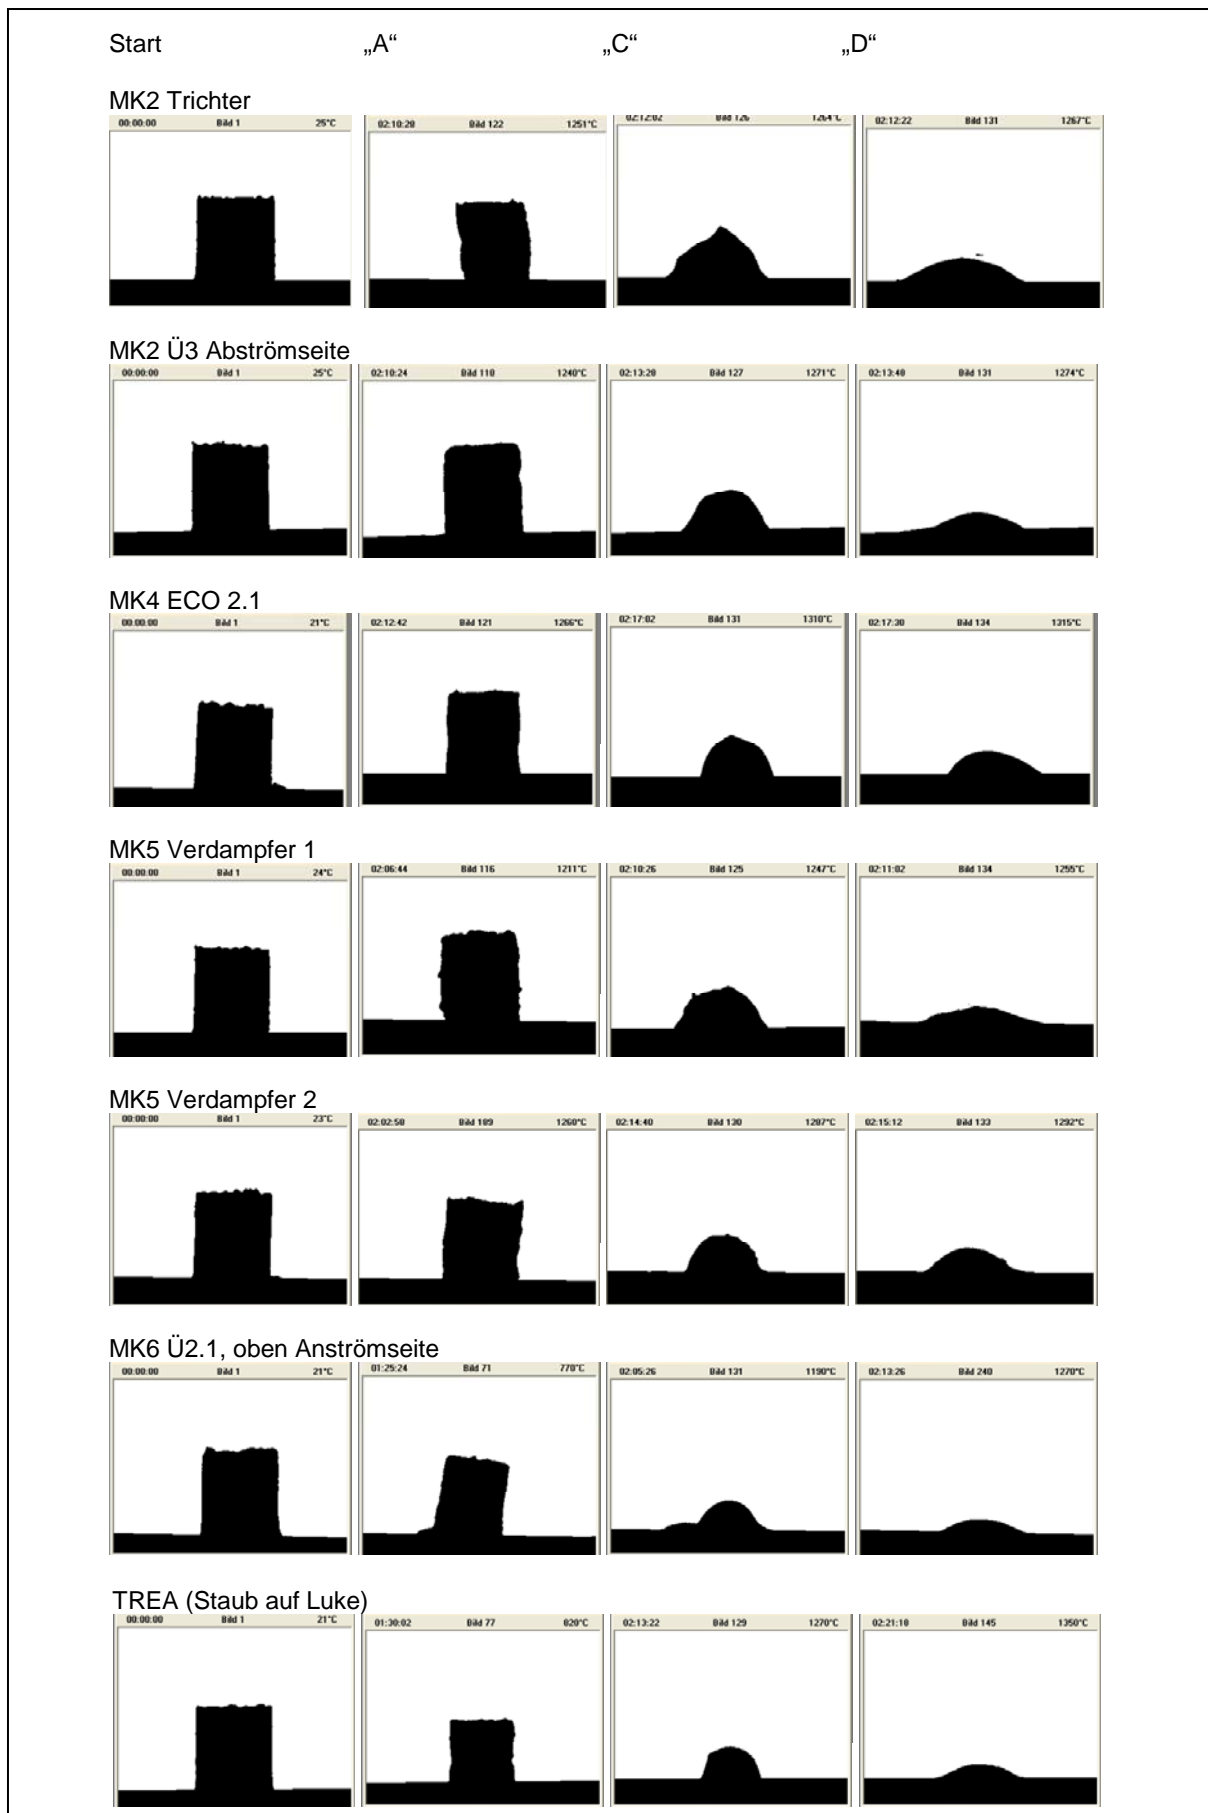 Start „A“ „C“ „D“
MK2 Trichter
00:00:00 Bild 1 25°C 02:10:20 Bild 122 1251°C 02:12:02 Bild 126 1264°C 02:12:22 Bild 131 1267°C
MK2 Ü3 Abströmseite
00:00:00 Bild 1 25°C 02:10:24 Bild 110 1240°C 02:13:20 Bild 127 1271°C 02:13:40 Bild 131 1274°C
MK4 ECO 2.1
00:00:00 Bild 1 21°C 02:12:42 Bild 121 1266°C 02:17:02 Bild 131 1310°C 02:17:30 Bild 134 1315°C
MK5 Verdampfer 1
00:00:00 Bild 1 24°C 02:06:44 Bild 116 1211°C 02:10:26 Bild 125 1247°C 02:11:02 Bild 134 1255°C
MK5 Verdampfer 2
00:00:00 Bild 1 23°C 02:02:50 Bild 109 1260°C 02:14:40 Bild 130 1287°C 02:15:12 Bild 133 1292°C
MK6 Ü2.1, oben Anströmseite
00:00:00 Bild 1 21°C 01:25:24 Bild 71 770°C 02:05:26 Bild 131 1190°C 02:13:26 Bild 240 1270°C
TREA (Staub auf Luke)
00:00:00 Bild 1 21°C 01:30:02 Bild 77 820°C 02:13:22 Bild 129 1270°C 02:21:18 Bild 145 1350°C